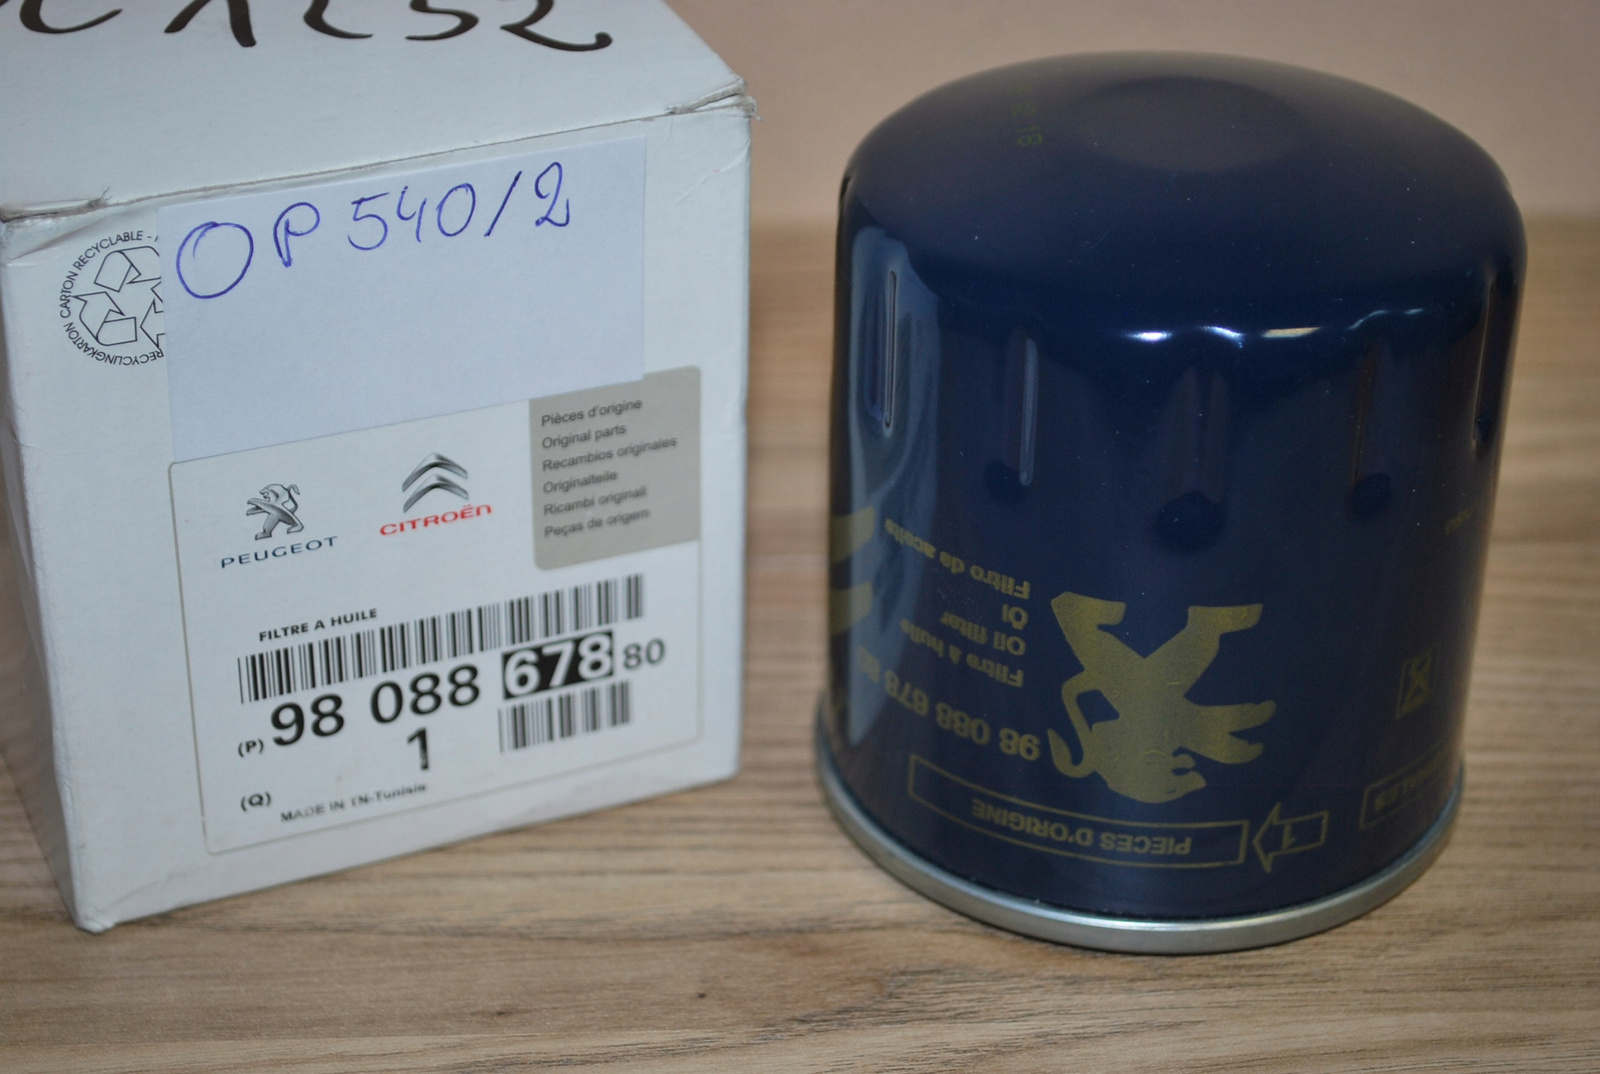 OP 540/2
CARTON RECYCLABLE -
RECYCLINGKARTON
Pièces d'origine
Original parts
Recambios originales
Originalteile
Ricambi originali
Peças de origem
PEUGEOT
CITROËN
FILTRE A HUILE
(P) 98 088 678 80
(Q) 1
MADE IN TN-Tunisia
PIECES D'ORIGINE
1
98 088 678 80
Filtre à huile
Oil filter
Öl
Filtro de aceite